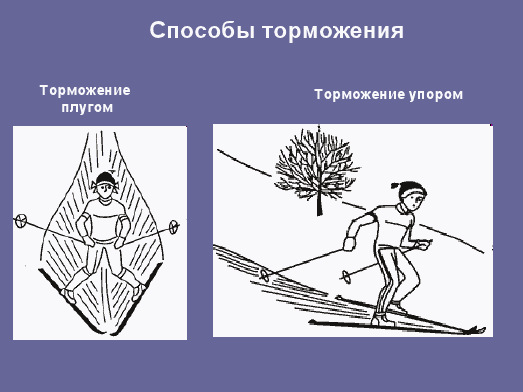 Способы торможения
Торможение
плугом
Торможение упором